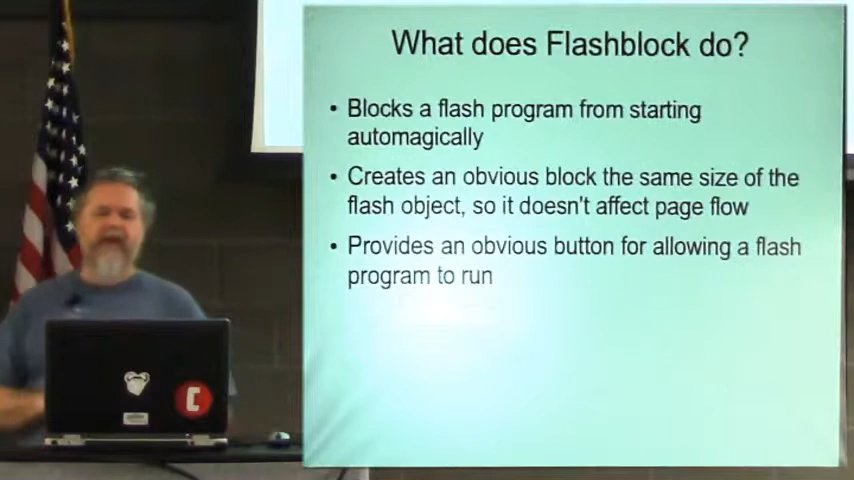 What does Flashblock do?
• Blocks a flash program from starting
automagically
• Creates an obvious block the same size of the
flash object, so it doesn't affect page flow
• Provides an obvious button for allowing a flash
program to run